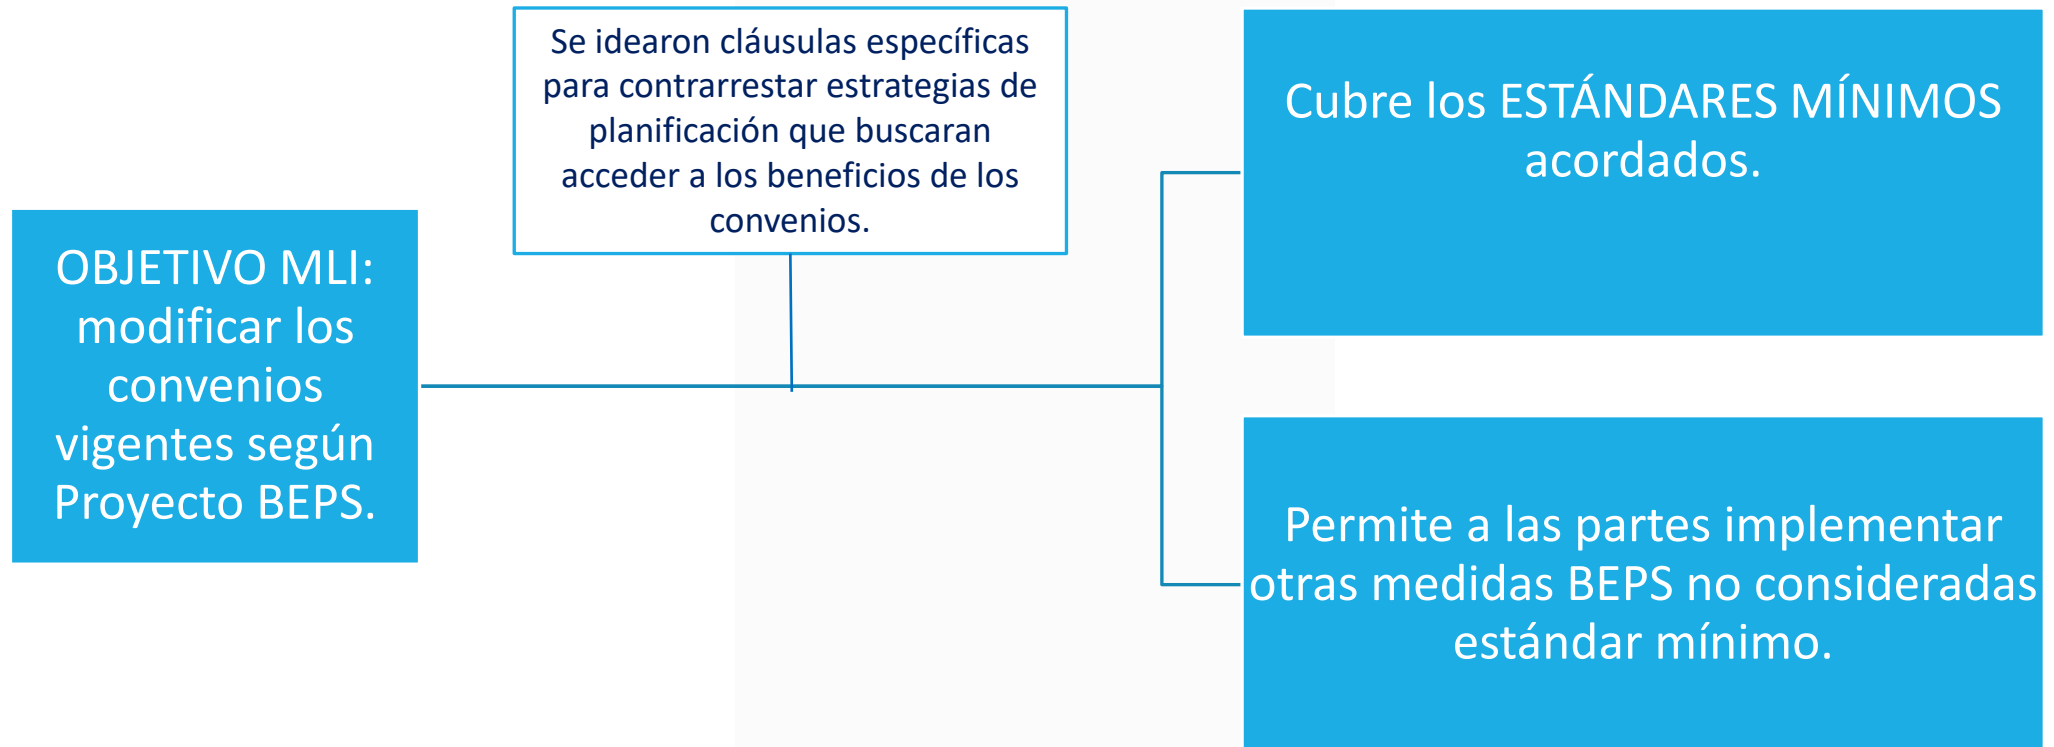 OBJETIVO MLI:
modificar los
convenios
vigentes según
Proyecto BEPS.
Se idearon cláusulas específicas
para contrarrestar estrategias de
planificación que buscaran
acceder a los beneficios de los
convenios.
Cubre los ESTÁNDARES MÍNIMOS
acordados.
Permite a las partes implementar
otras medidas BEPS no consideradas
estándar mínimo.